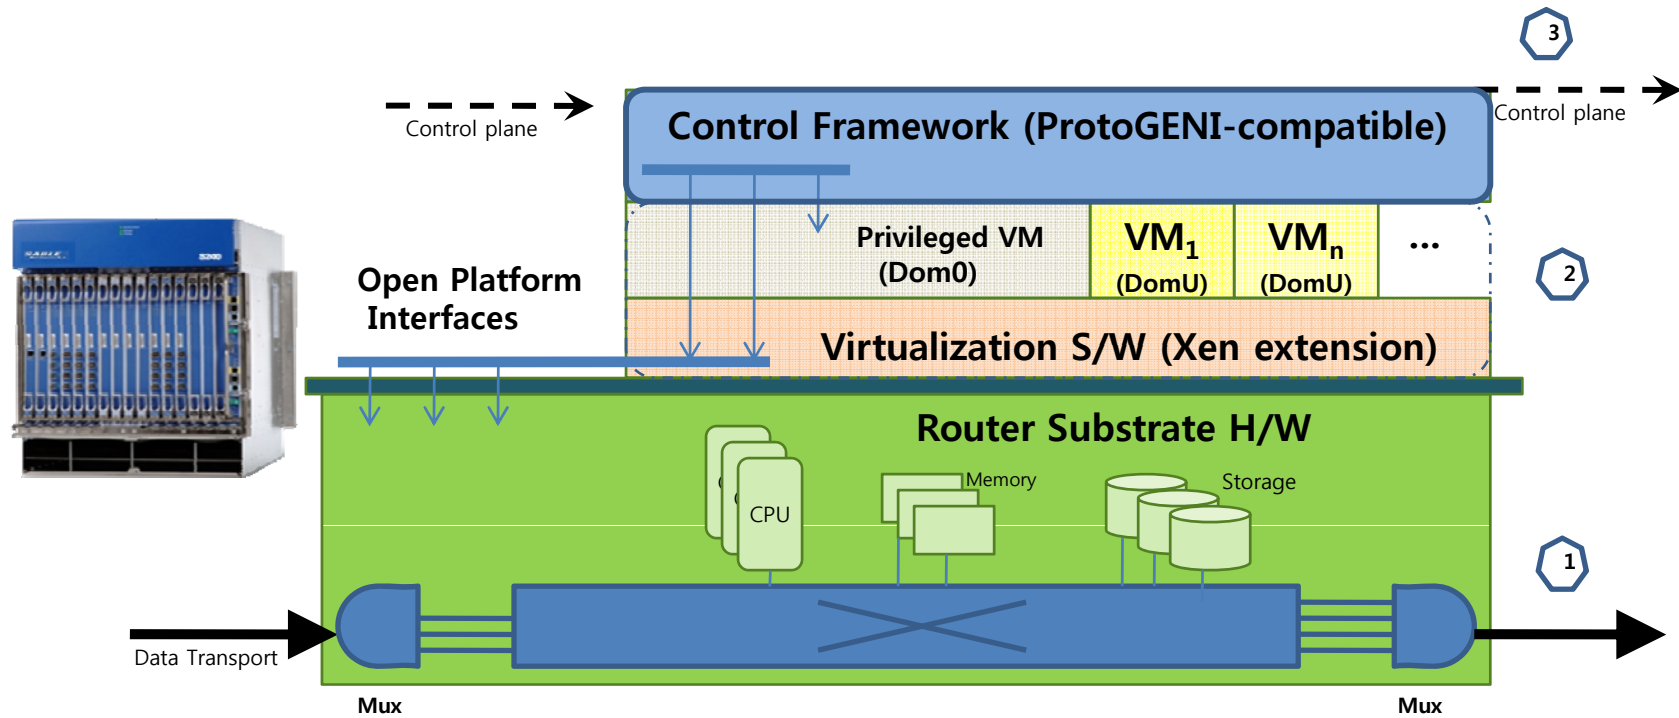 3
Control plane
Control plane
Control Framework (ProtoGENI-compatible)
Privileged VM
(Dom0)
VM1
(DomU)
VMn
(DomU)
...
2
SABLE
Open Platform
Interfaces
Virtualization S/W (Xen extension)
Router Substrate H/W
CPU
Memory
Storage
1
Data Transport
Mux
Mux